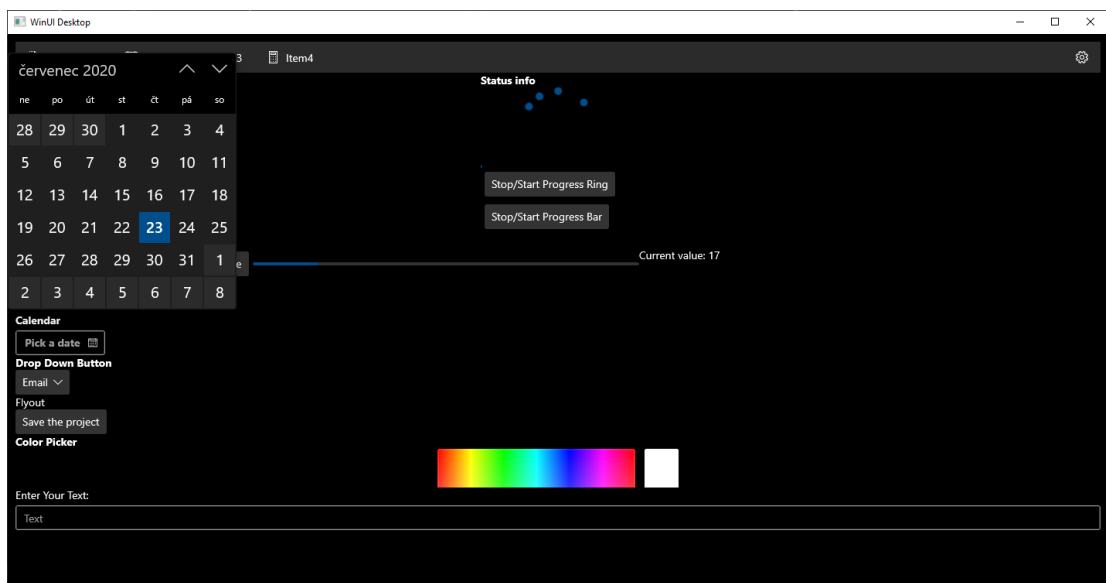 WinUI Desktop
3 Item4
červenec 2020
ne po út st čt pá so
28 29 30 1 2 3 4
5 6 7 8 9 10 11
12 13 14 15 16 17 18
19 20 21 22 23 24 25
26 27 28 29 30 31 1
2 3 4 5 6 7 8
Status info
Stop/Start Progress Ring
Stop/Start Progress Bar
e
Current value: 17
Calendar
Pick a date
Drop Down Button
Email
Flyout
Save the project
Color Picker
Enter Your Text:
Text